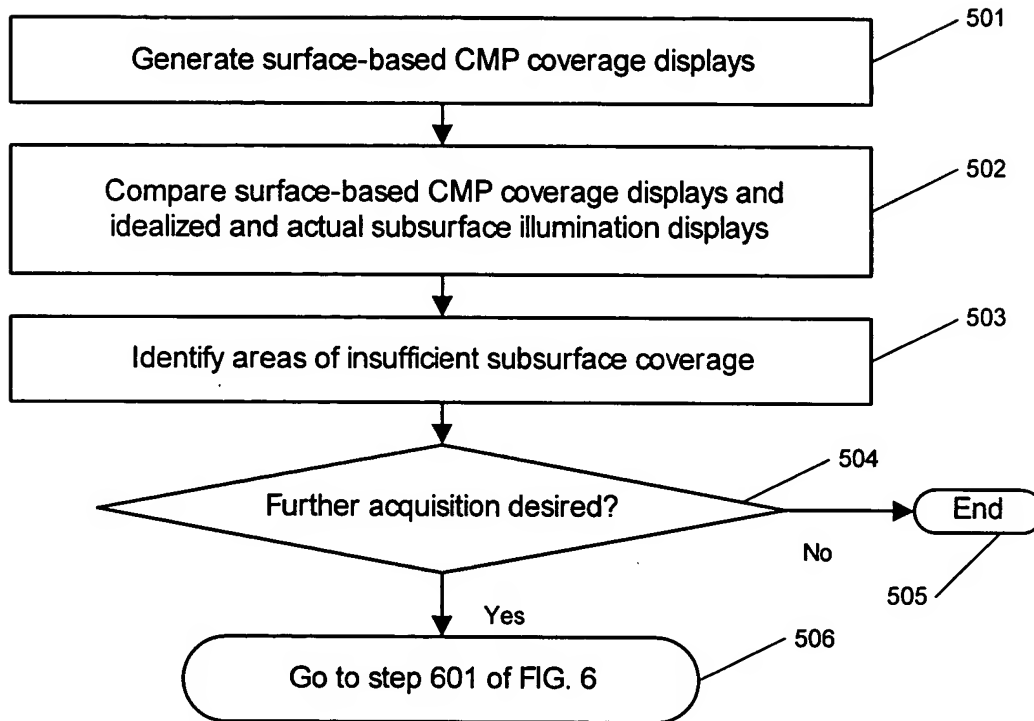 501
Generate surface-based CMP coverage displays
502
Compare surface-based CMP coverage displays and
idealized and actual subsurface illumination displays
503
Identify areas of insufficient subsurface coverage
504
Further acquisition desired?
End
No
505
Yes
506
Go to step 601 of FIG. 6